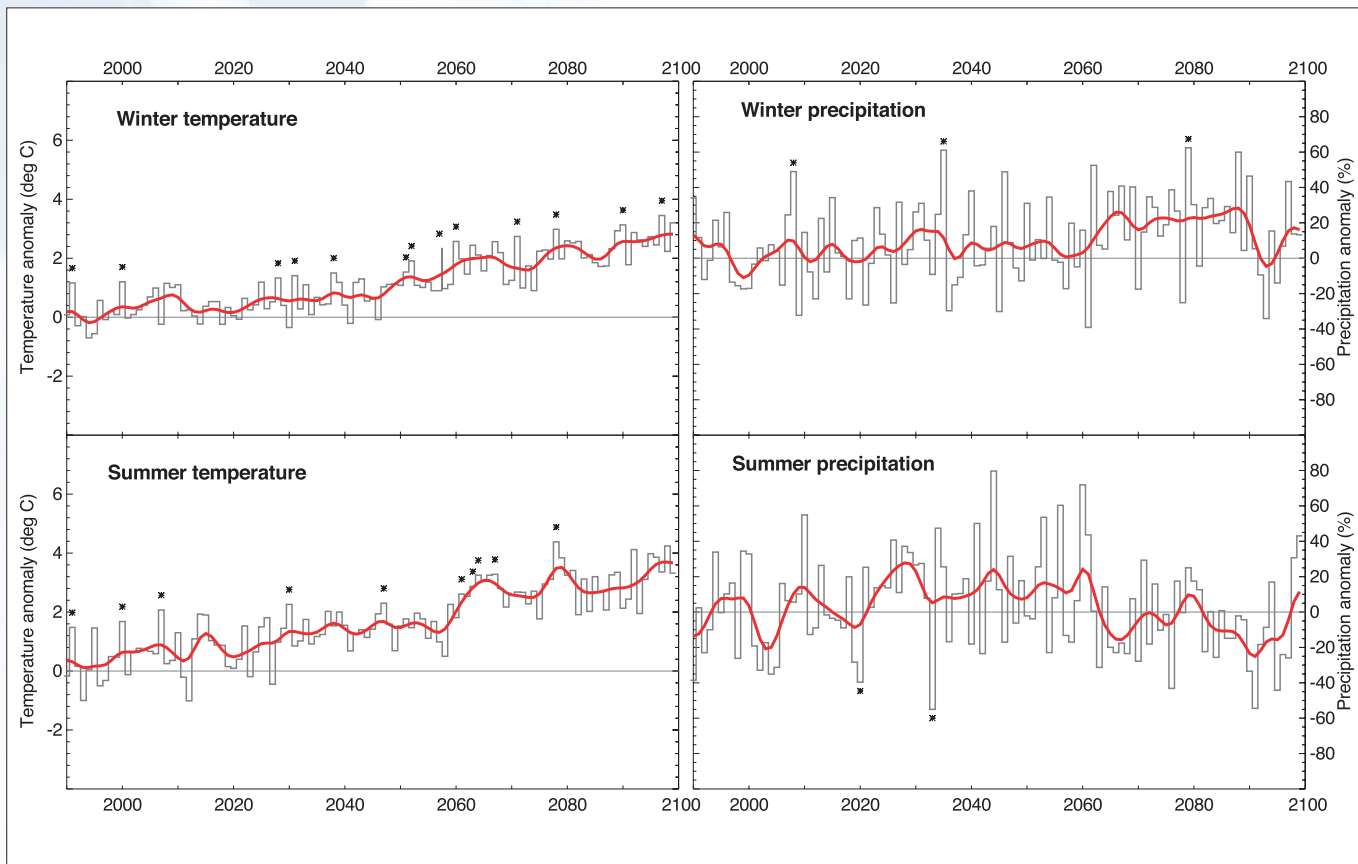 2000 2020 2040 2060 2080 2100
2000 2020 2040 2060 2080 2100
Winter temperature
Winter precipitation
Temperature anomaly (deg C)
6
4
2
0
-2
Precipitation anomaly (%)
80
60
40
20
0
-20
-40
-60
-80
Summer temperature
Summer precipitation
Temperature anomaly (deg C)
6
4
2
0
-2
Precipitation anomaly (%)
80
60
40
20
0
-20
-40
-60
-80
2000 2020 2040 2060 2080 2100
2000 2020 2040 2060 2080 2100